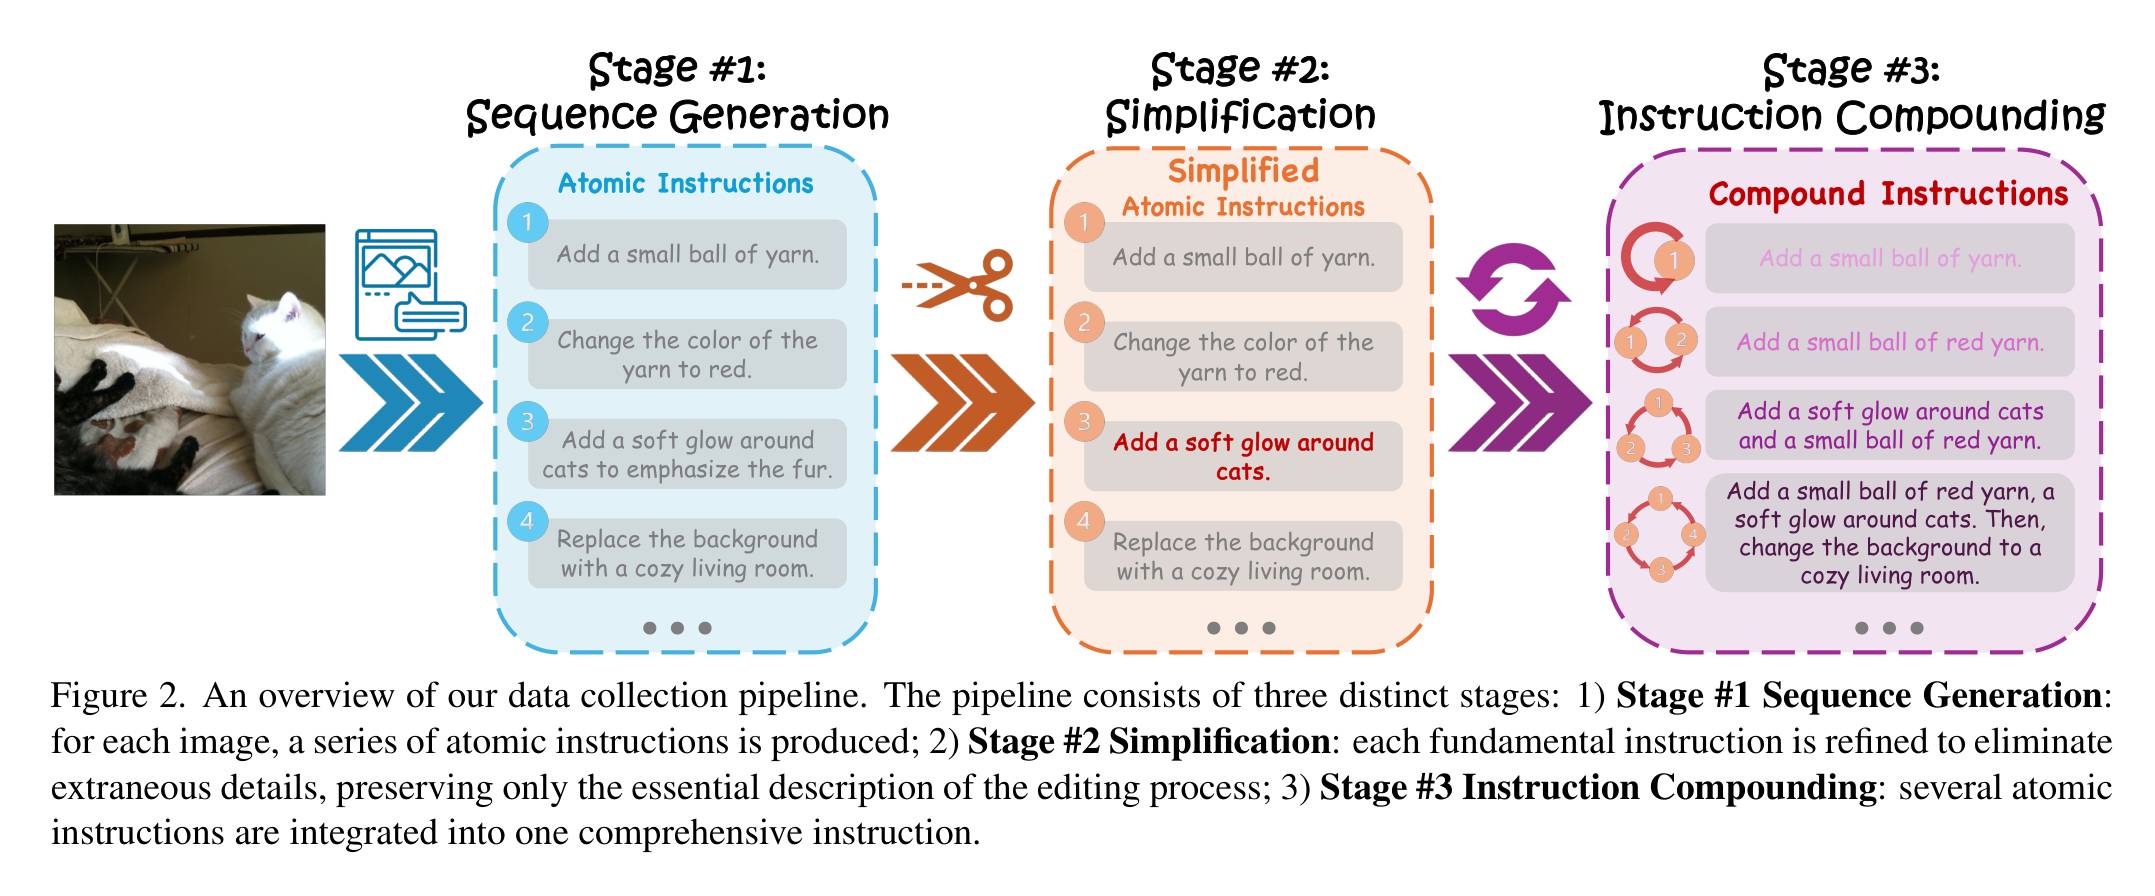 Stage #1:
Sequence Generation
Atomic Instructions
1
Add a small ball of yarn.
2
Change the color of the
yarn to red.
3
Add a soft glow around
cats to emphasize the fur.
4
Replace the background
with a cozy living room.
Stage #2:
Simplification
Simplified
Atomic Instructions
1
Add a small ball of yarn.
2
Change the color of the
yarn to red.
3
Add a soft glow around
cats.
4
Replace the background
with a cozy living room.
Stage #3:
Instruction Compounding
Compound Instructions
1
Add a small ball of yarn.
1 2
Add a small ball of red yarn.
1
2 3
Add a soft glow around cats
and a small ball of red yarn.
1
2 4
3
Add a small ball of red yarn, a
soft glow around cats. Then,
change the background to a
cozy living room.
Figure 2. An overview of our data collection pipeline. The pipeline consists of three distinct stages: 1) Stage #1 Sequence Generation:
for each image, a series of atomic instructions is produced; 2) Stage #2 Simplification: each fundamental instruction is refined to eliminate
extraneous details, preserving only the essential description of the editing process; 3) Stage #3 Instruction Compounding: several atomic
instructions are integrated into one comprehensive instruction.